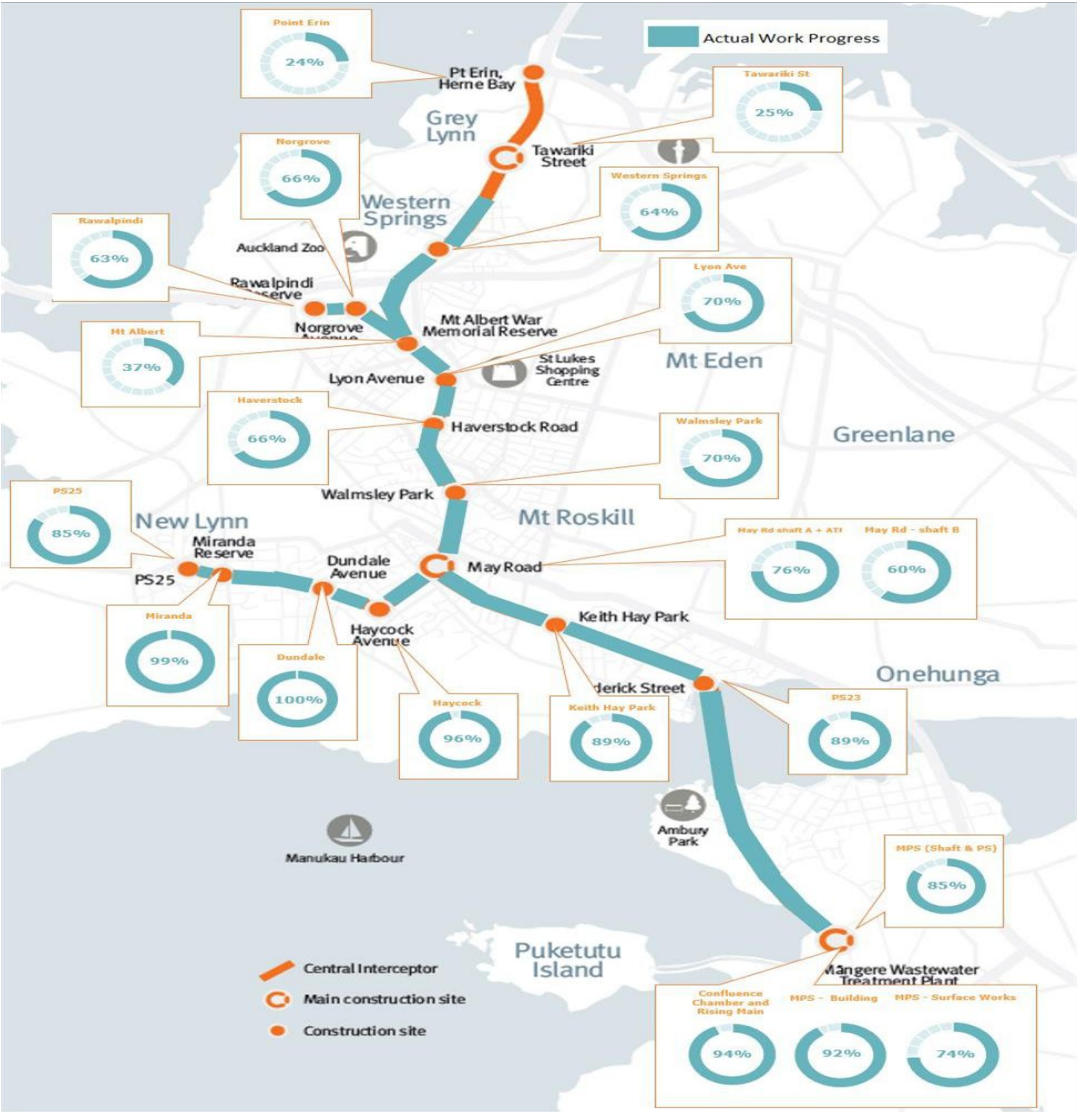 Point Erin
24%
Actual Work Progress
Pt Erin,
Herne Bay
Tawariki St
25%
Grey
Lynn
Tawariki
Street
Norgrove
66%
Western Springs
64%
Western
Springs
Rawalpindi
63%
Auckland Zoo
Rawalpindi
Lyon Ave
70%
Norgrove
Mt Albert War
Memorial Reserve
Mt Albert
37%
Lyon Avenue
St Lukes
Shopping
Centre
Mt Eden
Haverstock
66%
Haverstock Road
Walmsley Park
70%
Greenlane
Walmsley Park
PS25
85%
New Lynn
Miranda
Reserve
Mt Roskill
May Rd shaft A + ATI
76%
May Rd - shaft B
60%
PS25
Dundale
Avenue
May Road
Miranda
99%
Haycock
Avenue
Keith Hay Park
Dundale
100%
Onehunga
derick Street
Haycock
96%
Keith Hay Park
89%
PS23
89%
Ambury
Park
Manukau Harbour
MPS (Shaft & PS)
85%
Puketutu
Island
Māngere Wastewater
Treatment Plant
Central Interceptor
Main construction site
Construction site
Confluence
Chamber and
Rising Main
94%
MPS - Building
92%
MPS - Surface Works
74%